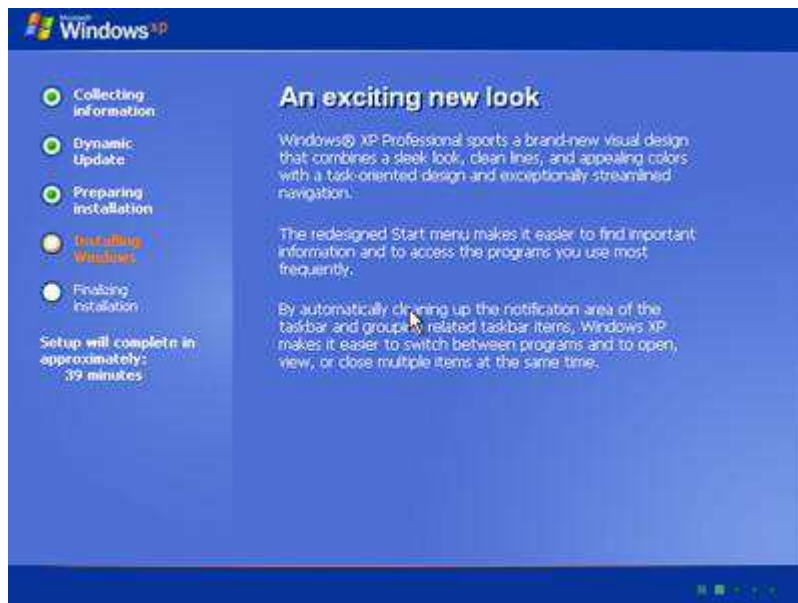 Microsoft
Windows xp
Collecting
information
Dynamic
Update
Preparing
installation
Installing
Windows
Finalizing
installation
Setup will complete in
approximately:
39 minutes
An exciting new look
Windows® XP Professional sports a brand-new visual design
that combines a sleek look, clean lines, and appealing colors
with a task-oriented design and exceptionally streamlined
navigation.
The redesigned Start menu makes it easier to find important
information and to access the programs you use most
frequently.
By automatically cleaning up the notification area of the
taskbar and grouping related taskbar items, Windows XP
makes it easier to switch between programs and to open,
view, or close multiple items at the same time.